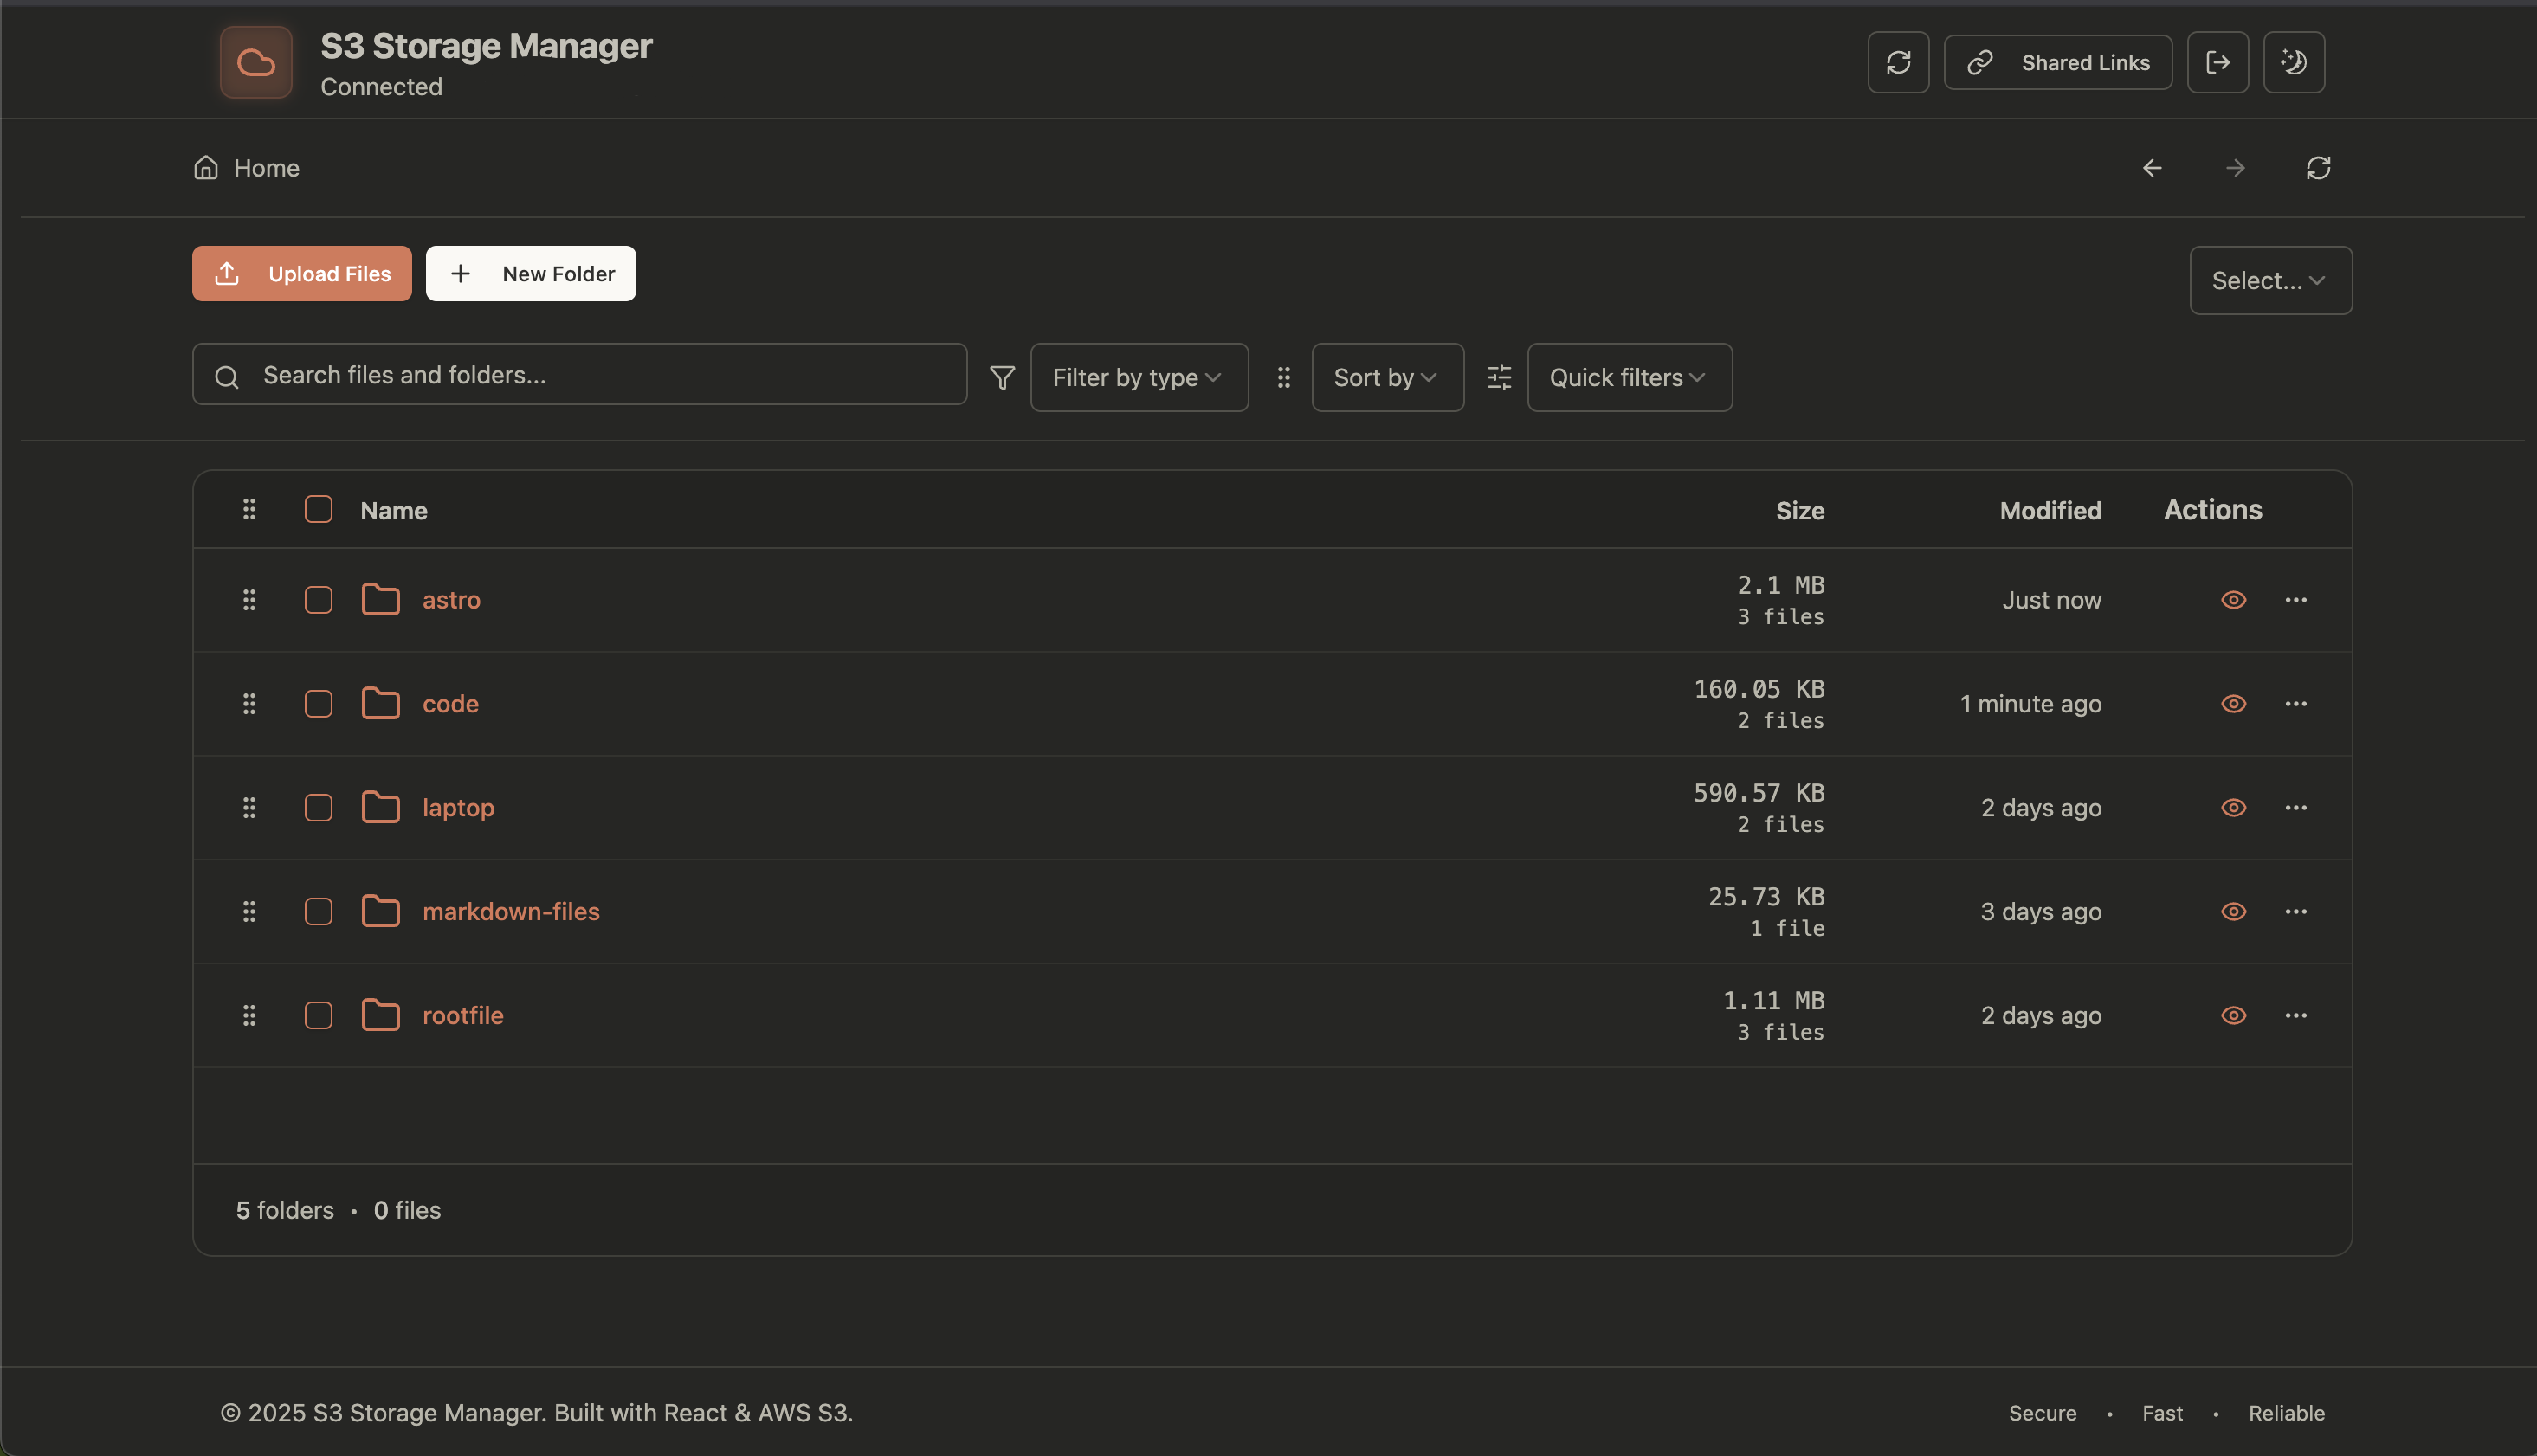 S3 Storage Manager
Connected
Shared Links
Home
Upload Files
New Folder
Select...
Search files and folders...
Filter by type
Sort by
Quick filters
Name Size Modified Actions
astro 2.1 MB Just now
3 files
code 160.05 KB 1 minute ago
2 files
laptop 590.57 KB 2 days ago
2 files
markdown-files 25.73 KB 3 days ago
1 file
rootfile 1.11 MB 2 days ago
3 files
5 folders • 0 files
© 2025 S3 Storage Manager. Built with React & AWS S3.
Secure • Fast • Reliable